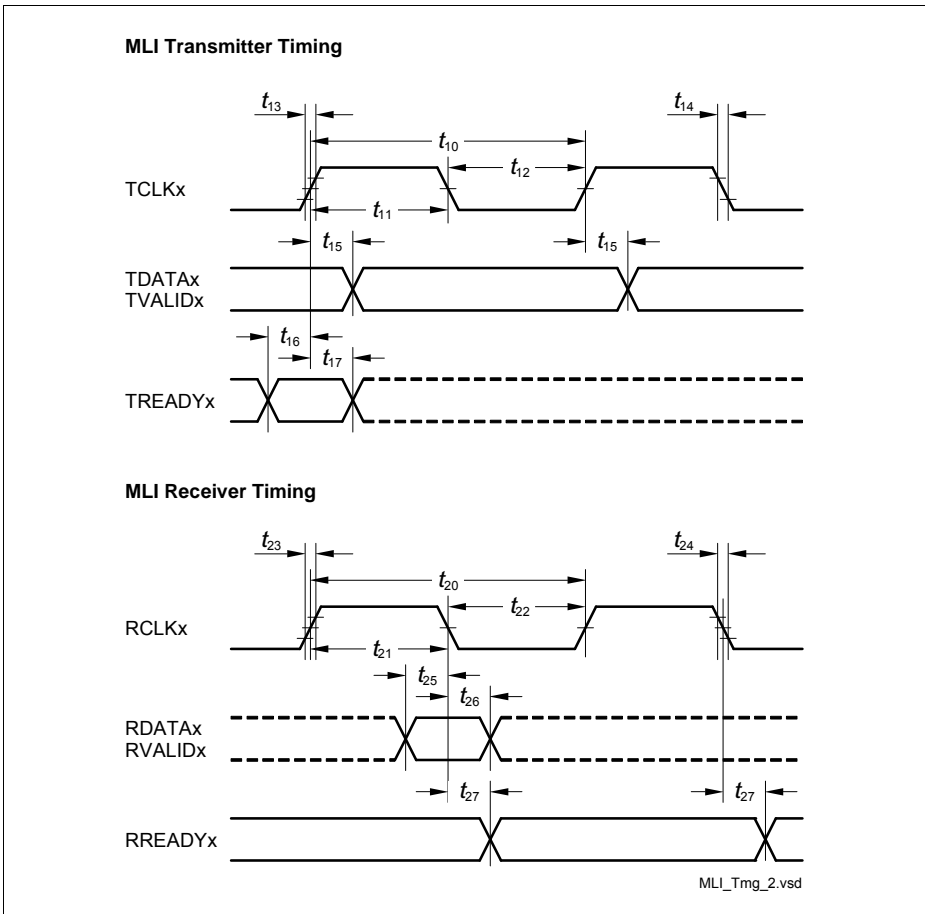 MLI Transmitter Timing
t13
t14
t10
t12
TCLKx
t11
t15
t15
TDATAx
TVALIDx
t16
t17
TREADYx
MLI Receiver Timing
t23
t24
t20
t22
RCLKx
t21
t25
t26
RDATAx
RVALIDx
t27
t27
RREADYx
MLI_Tmg_2.vsd